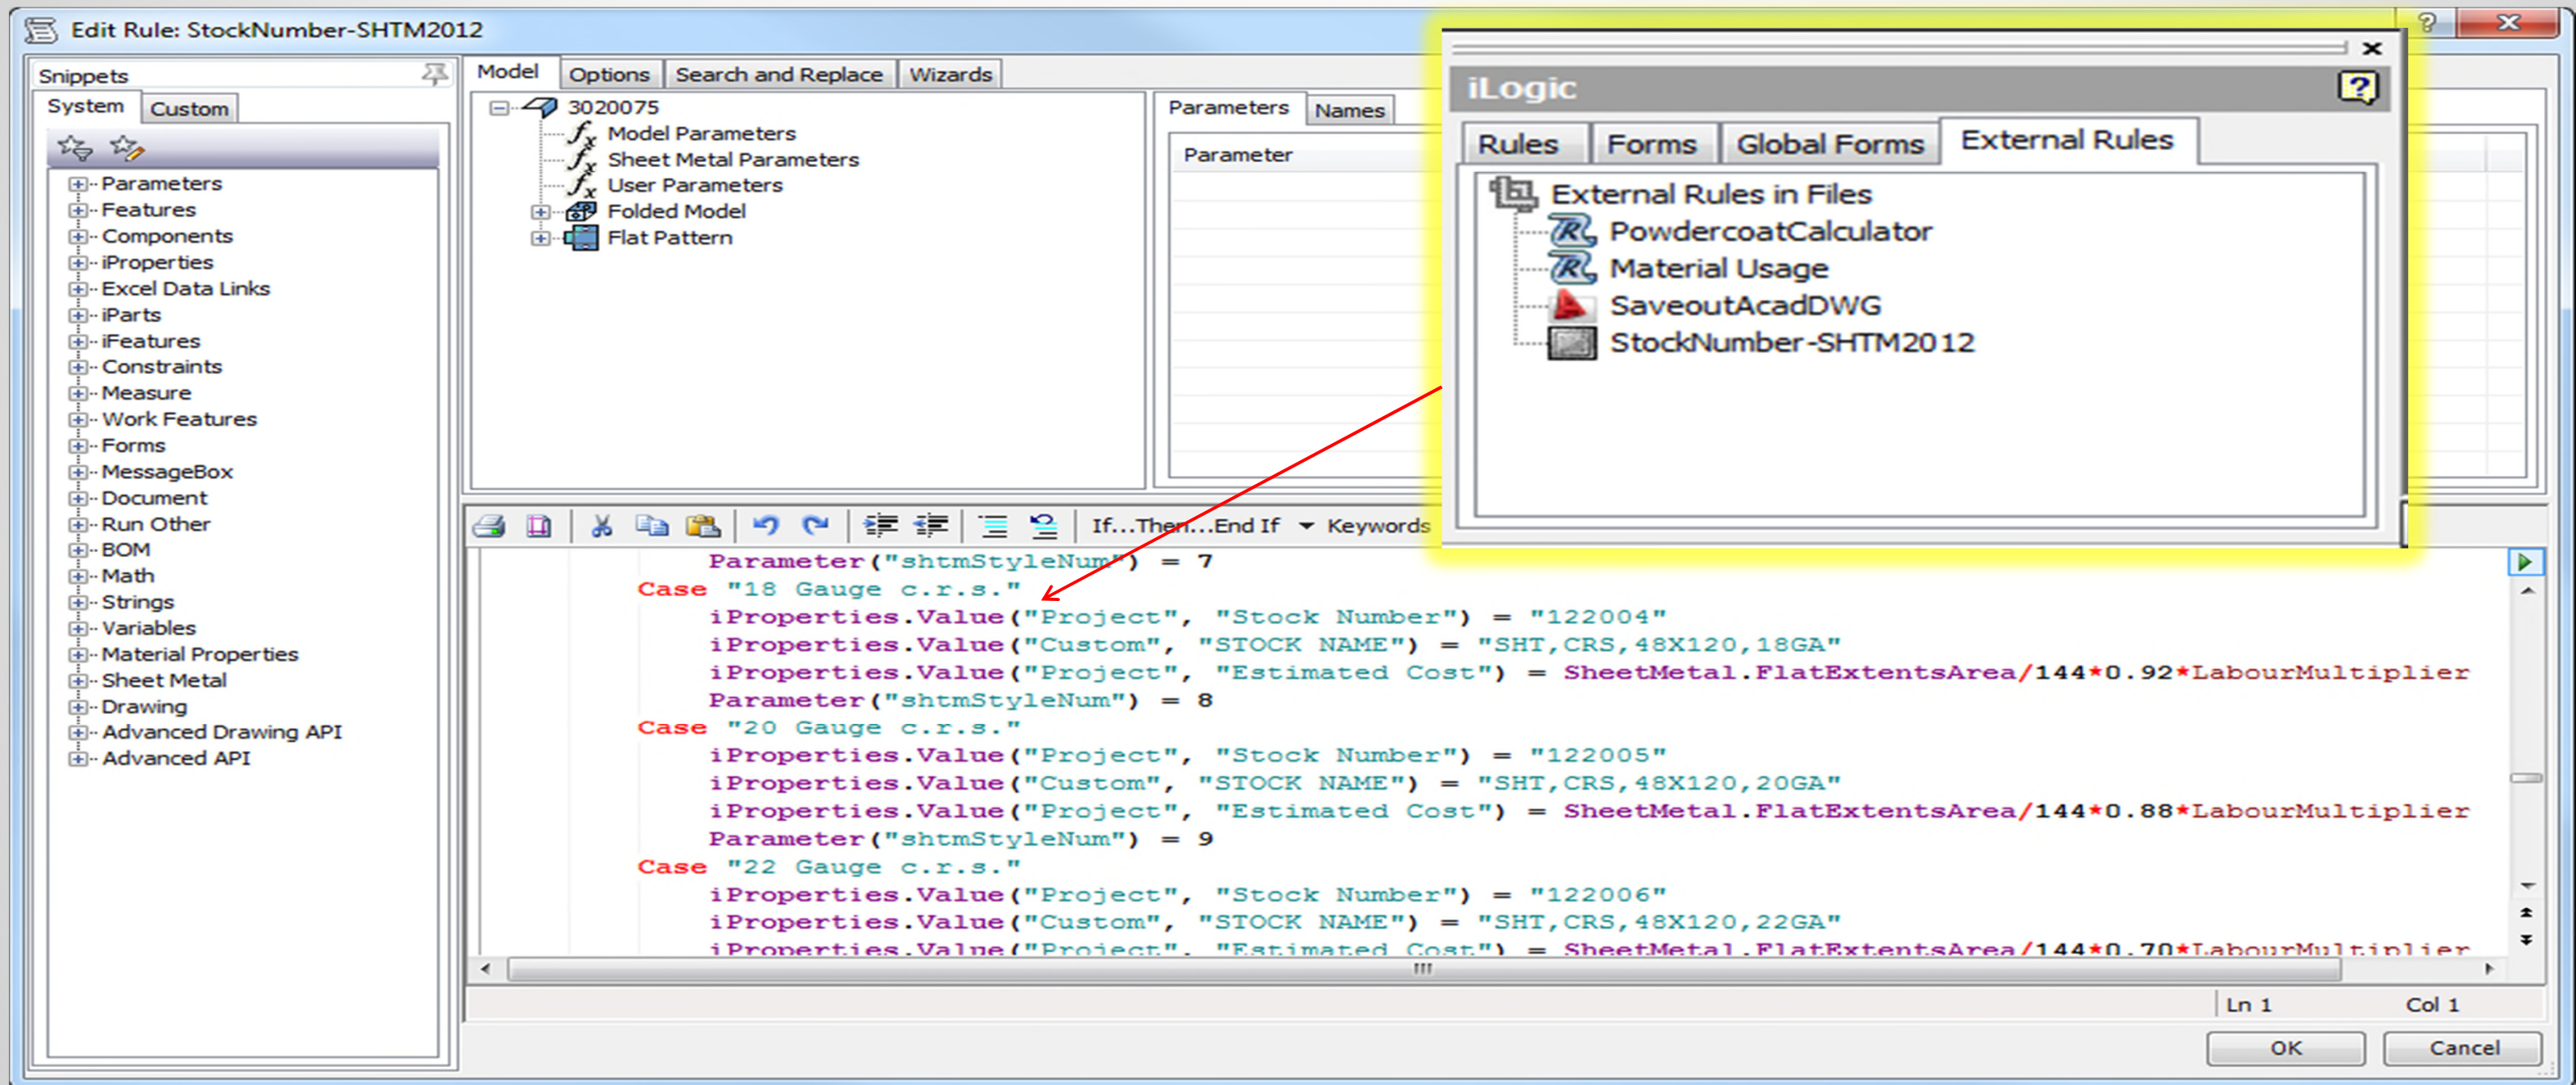 Edit Rule: StockNumber-SHTM2012
Snippets
System Custom
Parameters
Features
Components
iProperties
Excel Data Links
iParts
iFeatures
Constraints
Measure
Work Features
Forms
MessageBox
Document
Run Other
BOM
Math
Strings
Variables
Material Properties
Sheet Metal
Drawing
Advanced Drawing API
Advanced API
Model Options Search and Replace Wizards
3020075
Model Parameters
Sheet Metal Parameters
User Parameters
Folded Model
Flat Pattern
Parameters Names
Parameter
iLogic
Rules Forms Global Forms External Rules
External Rules in Files
PowdercoatCalculator
Material Usage
SaveoutAcadDWG
StockNumber-SHTM2012
If...Then...End If Keywords
Parameter("shtmStyleNum") = 7
Case "18 Gauge c.r.s."
iProperties.Value("Project", "Stock Number") = "122004"
iProperties.Value("Custom", "STOCK NAME") = "SHT,CRS,48X120,18GA"
iProperties.Value("Project", "Estimated Cost") = SheetMetal.FlatExtentsArea/144*0.92*LabourMultiplier
Parameter("shtmStyleNum") = 8
Case "20 Gauge c.r.s."
iProperties.Value("Project", "Stock Number") = "122005"
iProperties.Value("Custom", "STOCK NAME") = "SHT,CRS,48X120,20GA"
iProperties.Value("Project", "Estimated Cost") = SheetMetal.FlatExtentsArea/144*0.88*LabourMultiplier
Parameter("shtmStyleNum") = 9
Case "22 Gauge c.r.s."
iProperties.Value("Project", "Stock Number") = "122006"
iProperties.Value("Custom", "STOCK NAME") = "SHT,CRS,48X120,22GA"
iProperties.Value("Project", "Estimated Cost") = SheetMetal.FlatExtentsArea/144*0.70*LabourMultiplier
Ln 1 Col 1
OK Cancel